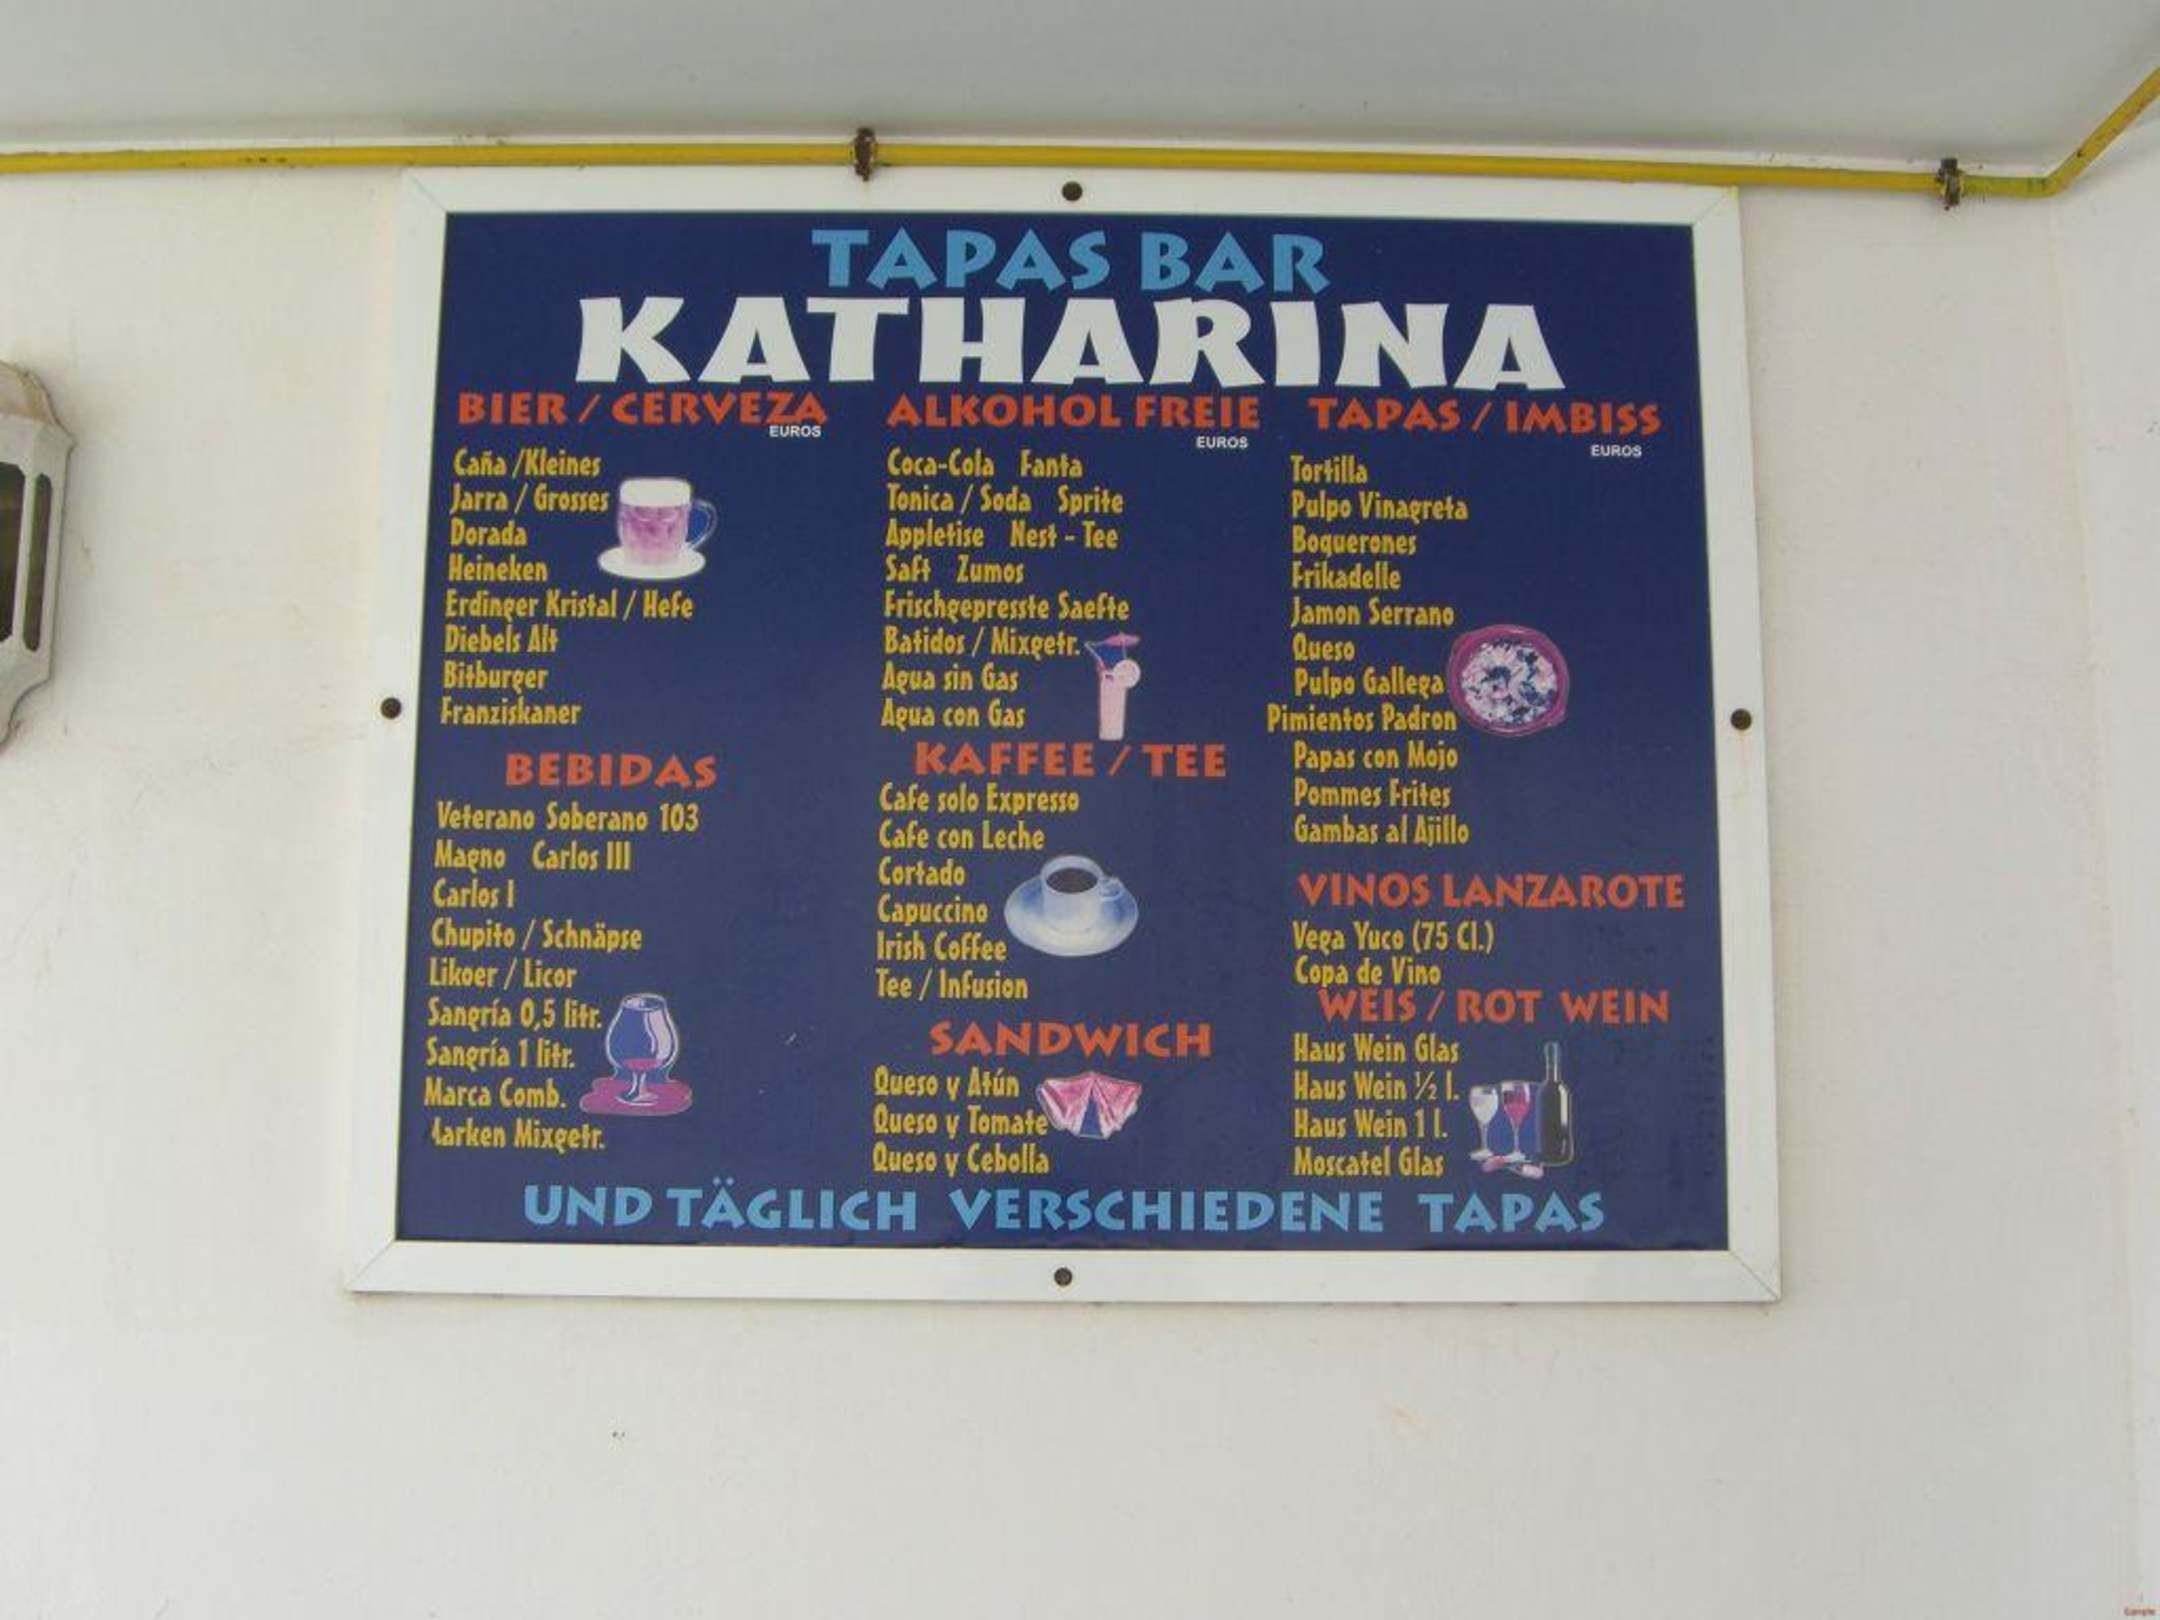 TAPAS BAR
KATHARINA
BIER / CERVEZA
EUROS
Caña /Kleines
Jarra / Grosses
Dorada
Heineken
Erdinger Kristal / Hefe
Diebels Alt
Bitburger
Franziskaner
BEBIDAS
Veterano Soberano 103
Magno Carlos III
Carlos I
Chupito / Schnäpse
Likoer / Licor
Sangría 0,5 litr.
Sangría 1 litr.
Marca Comb.
Marken Mixgetr.
ALKOHOL FREIE
EUROS
Coca-Cola Fanta
Tonica / Soda Sprite
Appletise Nest - Tee
Saft Zumos
Frischgepresste Saefte
Batidos / Mixgetr.
Agua sin Gas
Agua con Gas
KAFFEE / TEE
Cafe solo Expresso
Cafe con Leche
Cortado
Capuccino
Irish Coffee
Tee / Infusion
SANDWICH
Queso y Atún
Queso y Tomate
Queso y Cebolla
TAPAS / IMBISS
EUROS
Tortilla
Pulpo Vinagreta
Boquerones
Frikadelle
Jamon Serrano
Queso
Pulpo Gallega
Pimientos Padron
Papas con Mojo
Pommes Frites
Gambas al Ajillo
VINOS LANZAROTE
Vega Yuco (75 Cl.)
Copa de Vino
WEIS / ROT WEIN
Haus Wein Glas
Haus Wein ½ l.
Haus Wein 1 l.
Moscatel Glas
UND TÄGLICH VERSCHIEDENE TAPAS